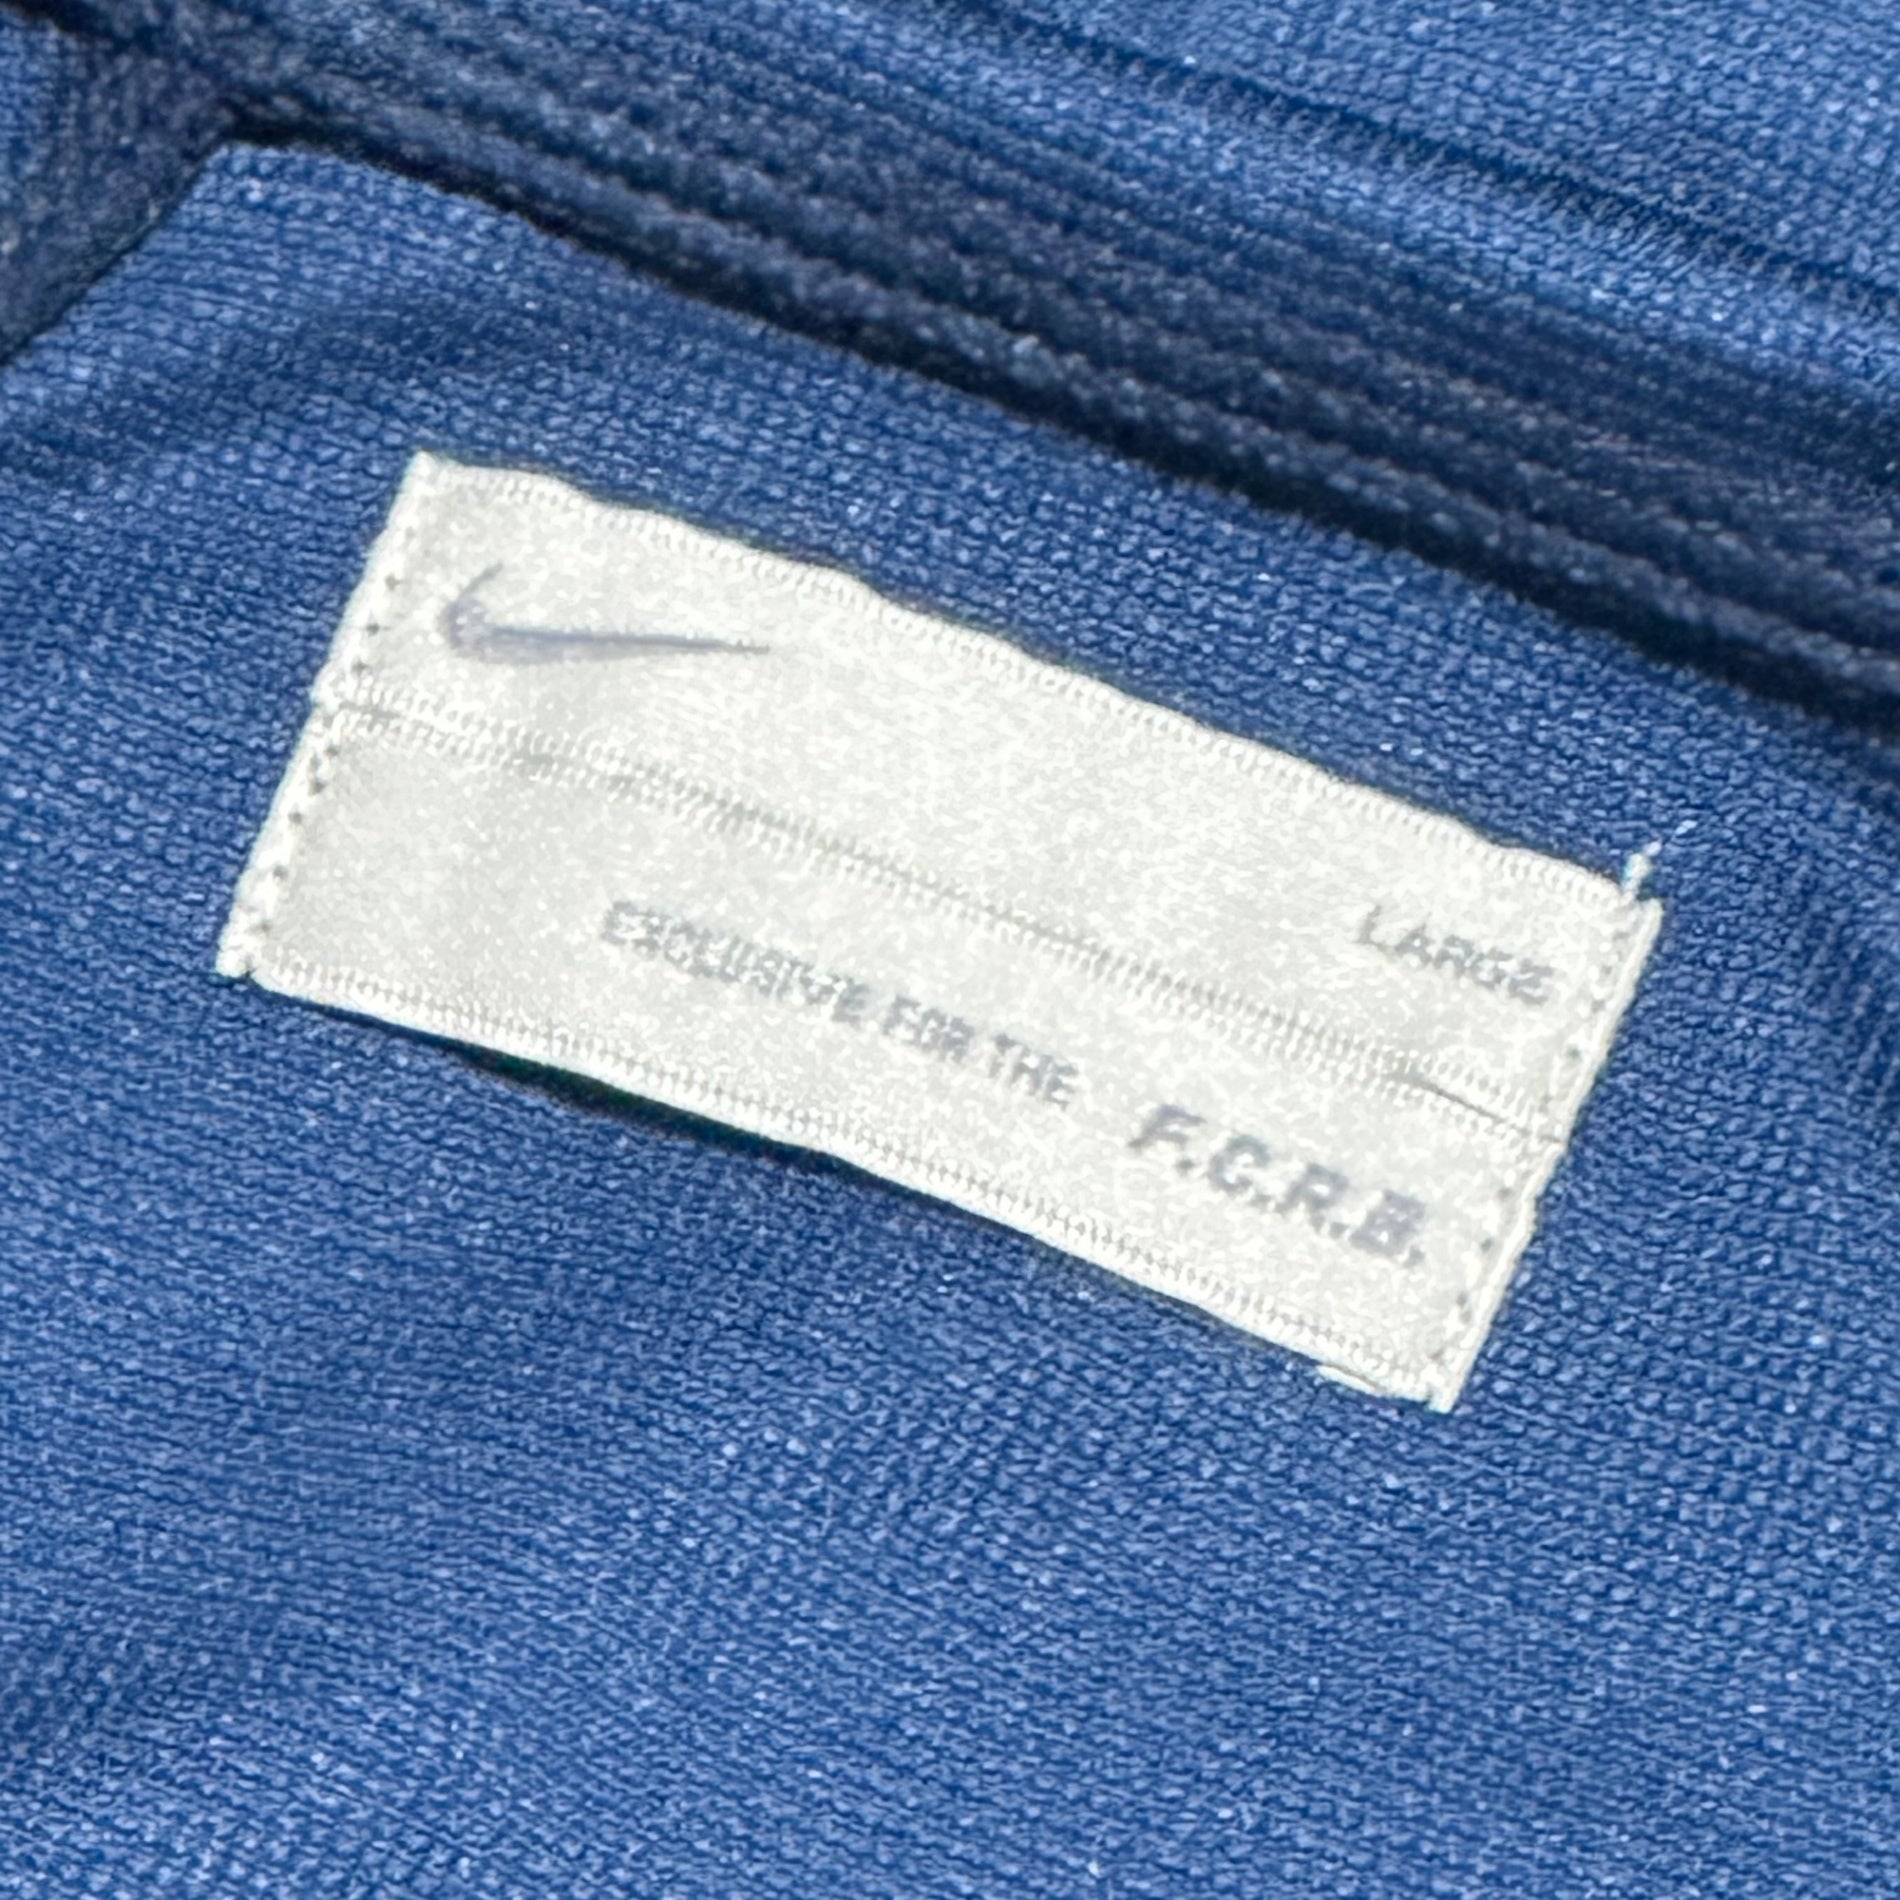 LARGE
EXCLUSIVE FOR THE F.C.R.B.